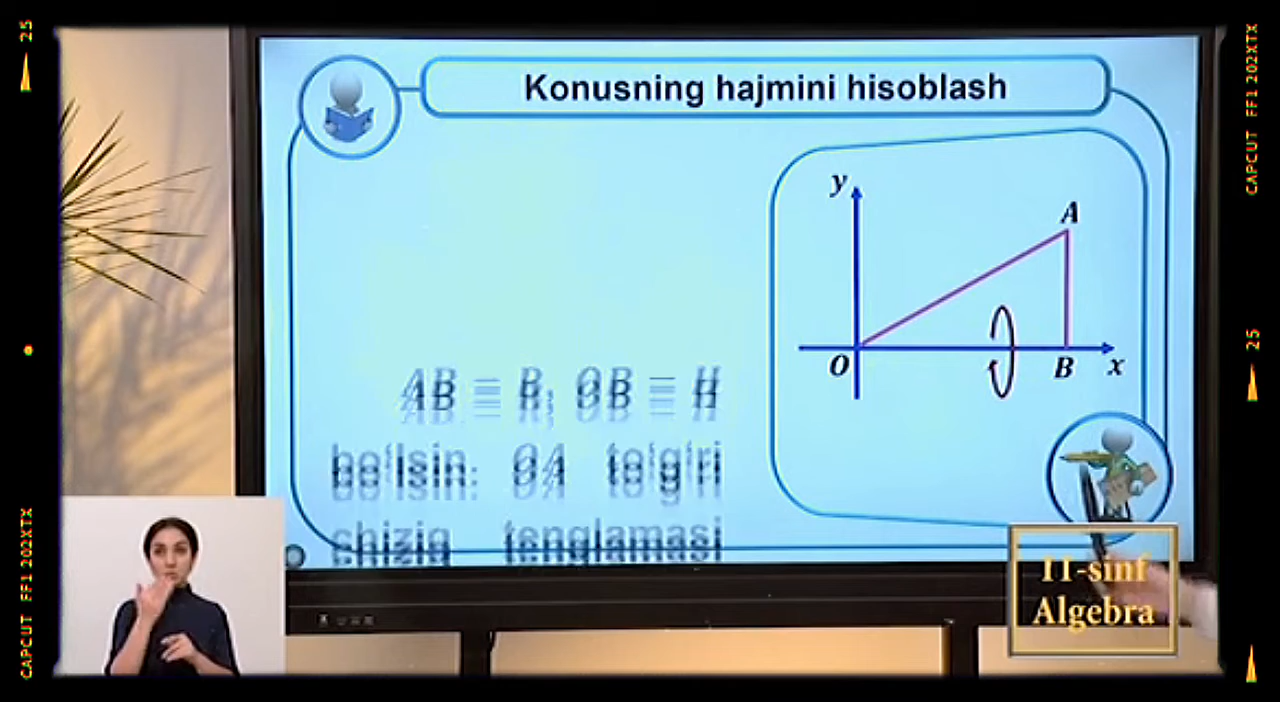 25
CAPCUT FF1 202XTX
Konusning hajmini hisoblash
y
A
O
B
x
AB = R, OB = H
bo'lsin. OA to'g'ri
chiziq tenglamasi
11-sinf
Algebra
CAPCUT FF1 202XTX
25